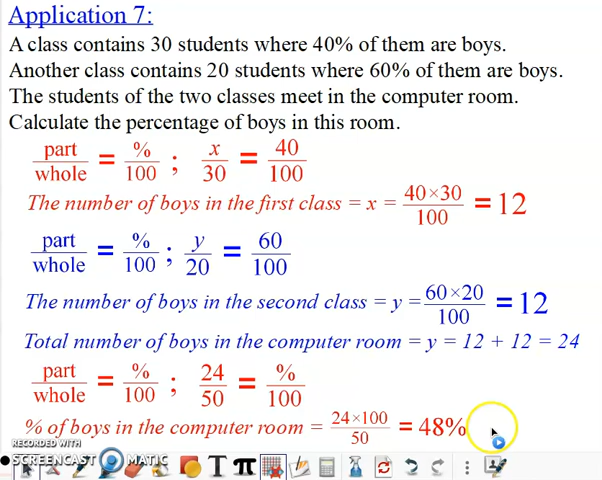 Application 7:
A class contains 30 students where 40% of them are boys.
Another class contains 20 students where 60% of them are boys.
The students of the two classes meet in the computer room.
Calculate the percentage of boys in this room.
part/whole = %/100 ; x/30 = 40/100
The number of boys in the first class = x = 40×30/100 = 12
part/whole = %/100 ; y/20 = 60/100
The number of boys in the second class = y = 60×20/100 = 12
Total number of boys in the computer room = y = 12 + 12 = 24
part/whole = %/100 ; 24/50 = %/100
% of boys in the computer room = 24×100/50 = 48%
RECORDED WITH
SCREENCAST MATIC
T π